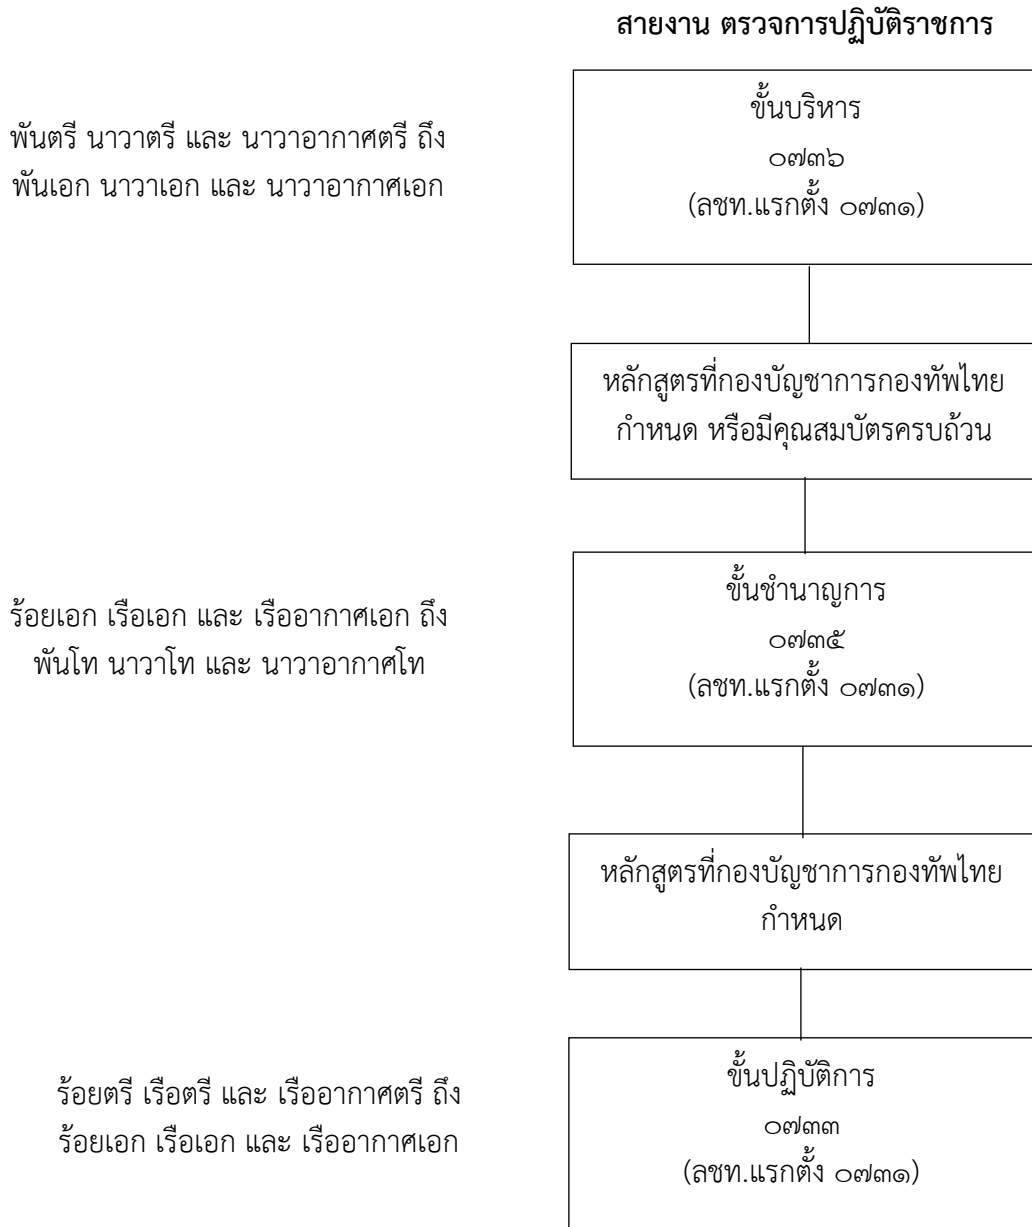 สายงาน ตรวจการปฏิบัติราชการ
พันตรี นาวาตรี และ นาวาอากาศตรี ถึง
พันเอก นาวาเอก และ นาวาอากาศเอก
ขั้นบริหาร
๐๗๓๖
(ลชท.แรกตั้ง ๐๗๓๑)
หลักสูตรที่กองบัญชาการกองทัพไทย
กำหนด หรือมีคุณสมบัตรครบถ้วน
ร้อยเอก เรือเอก และ เรืออากาศเอก ถึง
พันโท นาวาโท และ นาวาอากาศโท
ขั้นชำนาญการ
๐๗๓๕
(ลชท.แรกตั้ง ๐๗๓๑)
หลักสูตรที่กองบัญชาการกองทัพไทย
กำหนด
ร้อยตรี เรือตรี และ เรืออากาศตรี ถึง
ร้อยเอก เรือเอก และ เรืออากาศเอก
ขั้นปฏิบัติการ
๐๗๓๓
(ลชท.แรกตั้ง ๐๗๓๑)